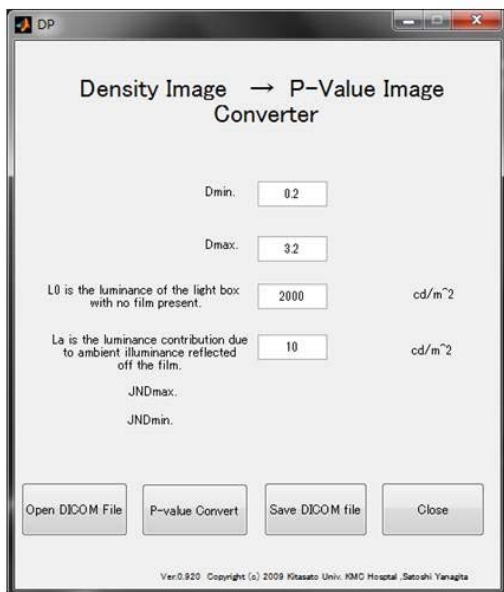 DP
Density Image → P-Value Image
Converter
Dmin. 0.2
Dmax. 3.2
L0 is the luminance of the light box
with no film present. 2000 cd/m^2
La is the luminance contribution due
to ambient illuminance reflected
off the film. 10 cd/m^2
JNDmax.
JNDmin.
Open DICOM File P-value Convert Save DICOM file Close
Ver.0.920 Copyright (c) 2009 Kitasato Univ. KMC Hosptal ,Satoshi Yanagita